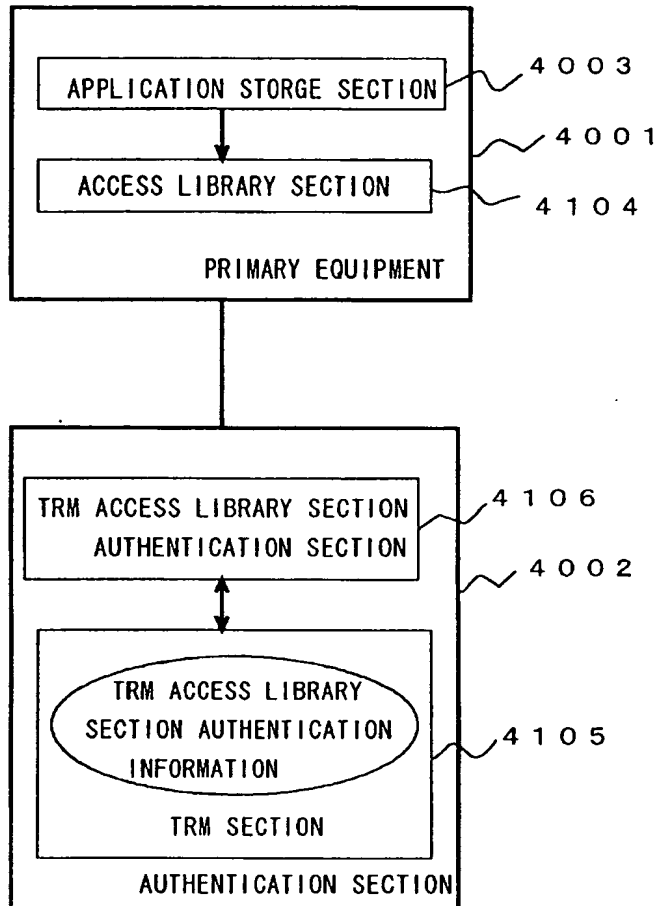 APPLICATION STORGE SECTION
4003
4001
ACCESS LIBRARY SECTION
4104
PRIMARY EQUIPMENT
TRM ACCESS LIBRARY SECTION
AUTHENTICATION SECTION
4106
4002
TRM ACCESS LIBRARY
SECTION AUTHENTICATION
INFORMATION
4105
TRM SECTION
AUTHENTICATION SECTION